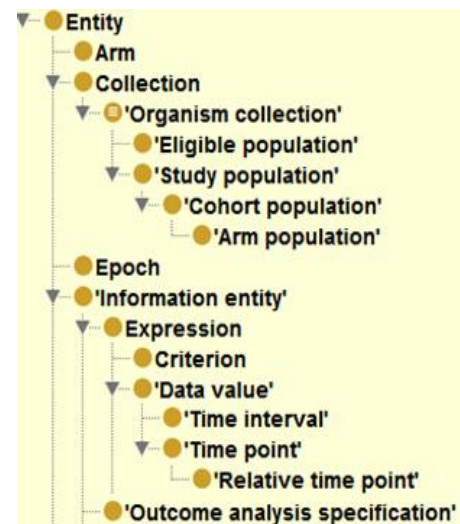 Entity
Arm
Collection
'Organism collection'
'Eligible population'
'Study population'
'Cohort population'
'Arm population'
Epoch
'Information entity'
Expression
Criterion
'Data value'
'Time interval'
'Time point'
'Relative time point'
'Outcome analysis specification'